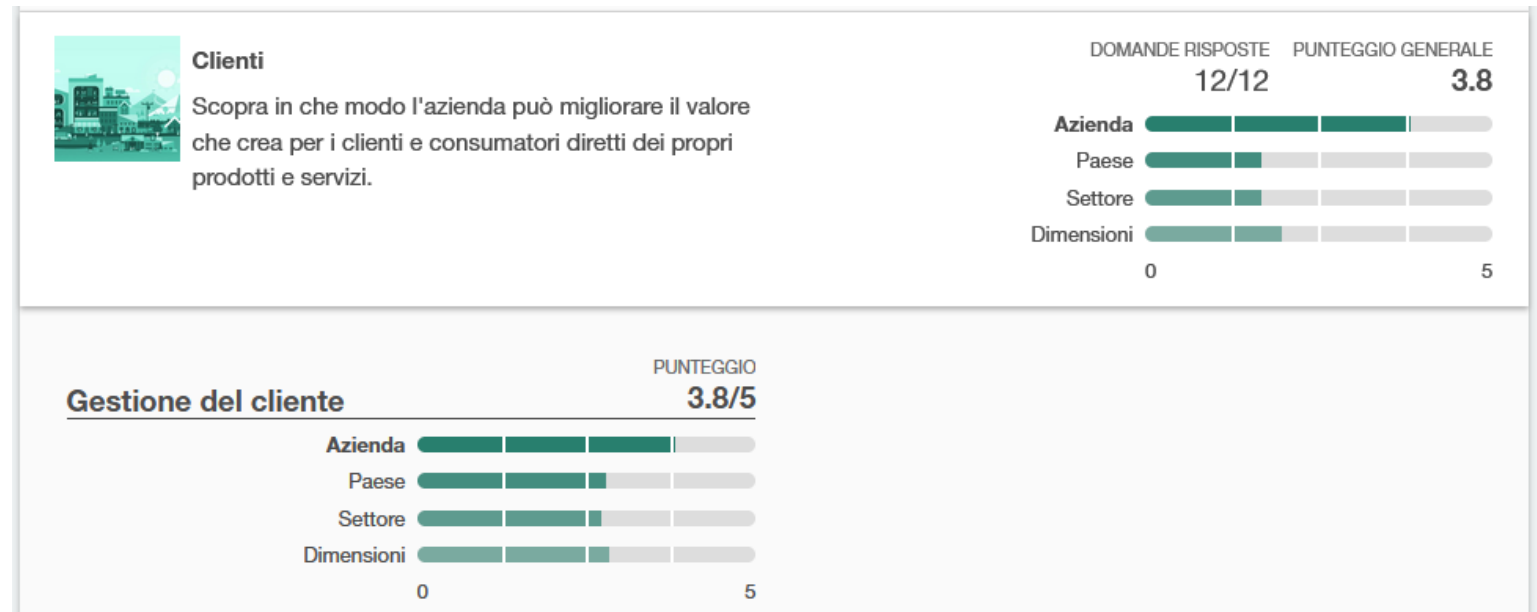 Clienti
Scopra in che modo l'azienda può migliorare il valore
che crea per i clienti e consumatori diretti dei propri
prodotti e servizi.
DOMANDE RISPOSTE PUNTEGGIO GENERALE
12/12 3.8
Azienda
Paese
Settore
Dimensioni
0 5
PUNTEGGIO
Gestione del cliente 3.8/5
Azienda
Paese
Settore
Dimensioni
0 5